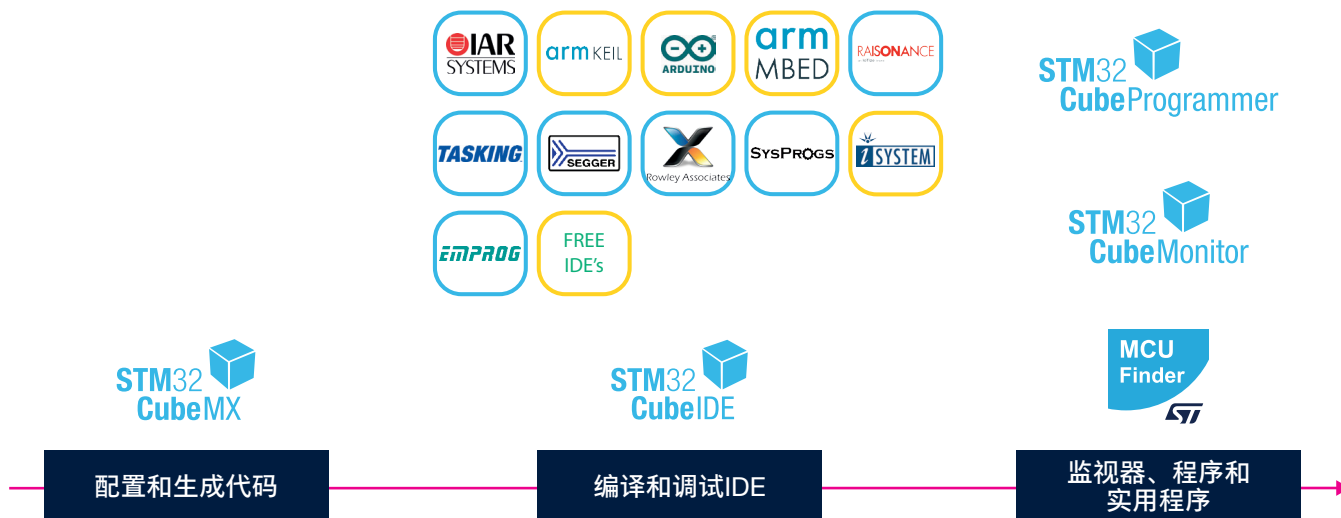 IAR
SYSTEMS
arm KEIL
ARDUINO
arm
MBED
RAISONANCE
TASKING
SEGGER
Rowley Associates
SYSPROGS
iSYSTEM
EMPROG
FREE
IDE's
STM32
CubeProgrammer
STM32
CubeMonitor
STM32
CubeMX
STM32
CubeIDE
MCU
Finder
ST
配置和生成代码
编译和调试IDE
监视器、程序和
实用程序